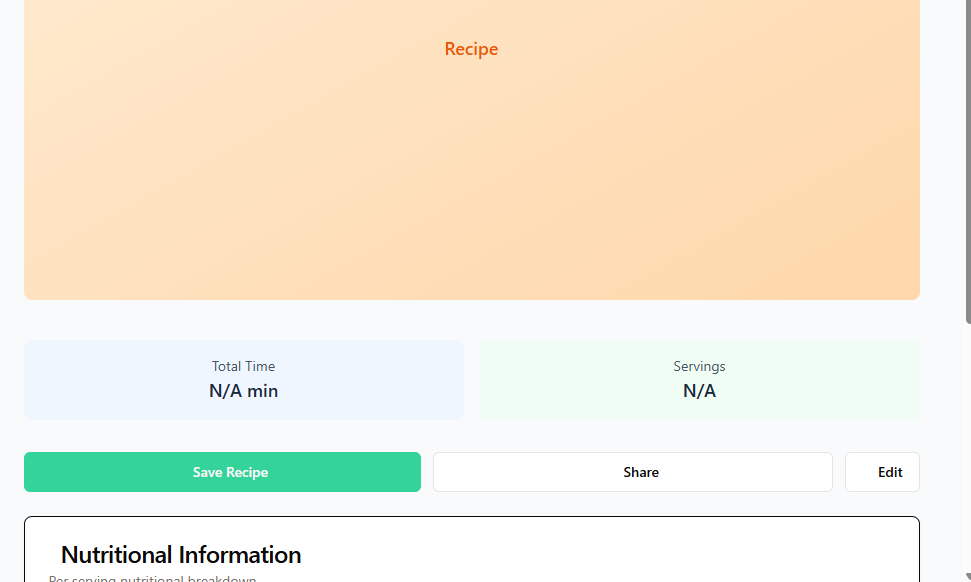 Recipe
Total Time
N/A min
Servings
N/A
Save Recipe
Share
Edit
Nutritional Information
Per serving nutritional breakdown